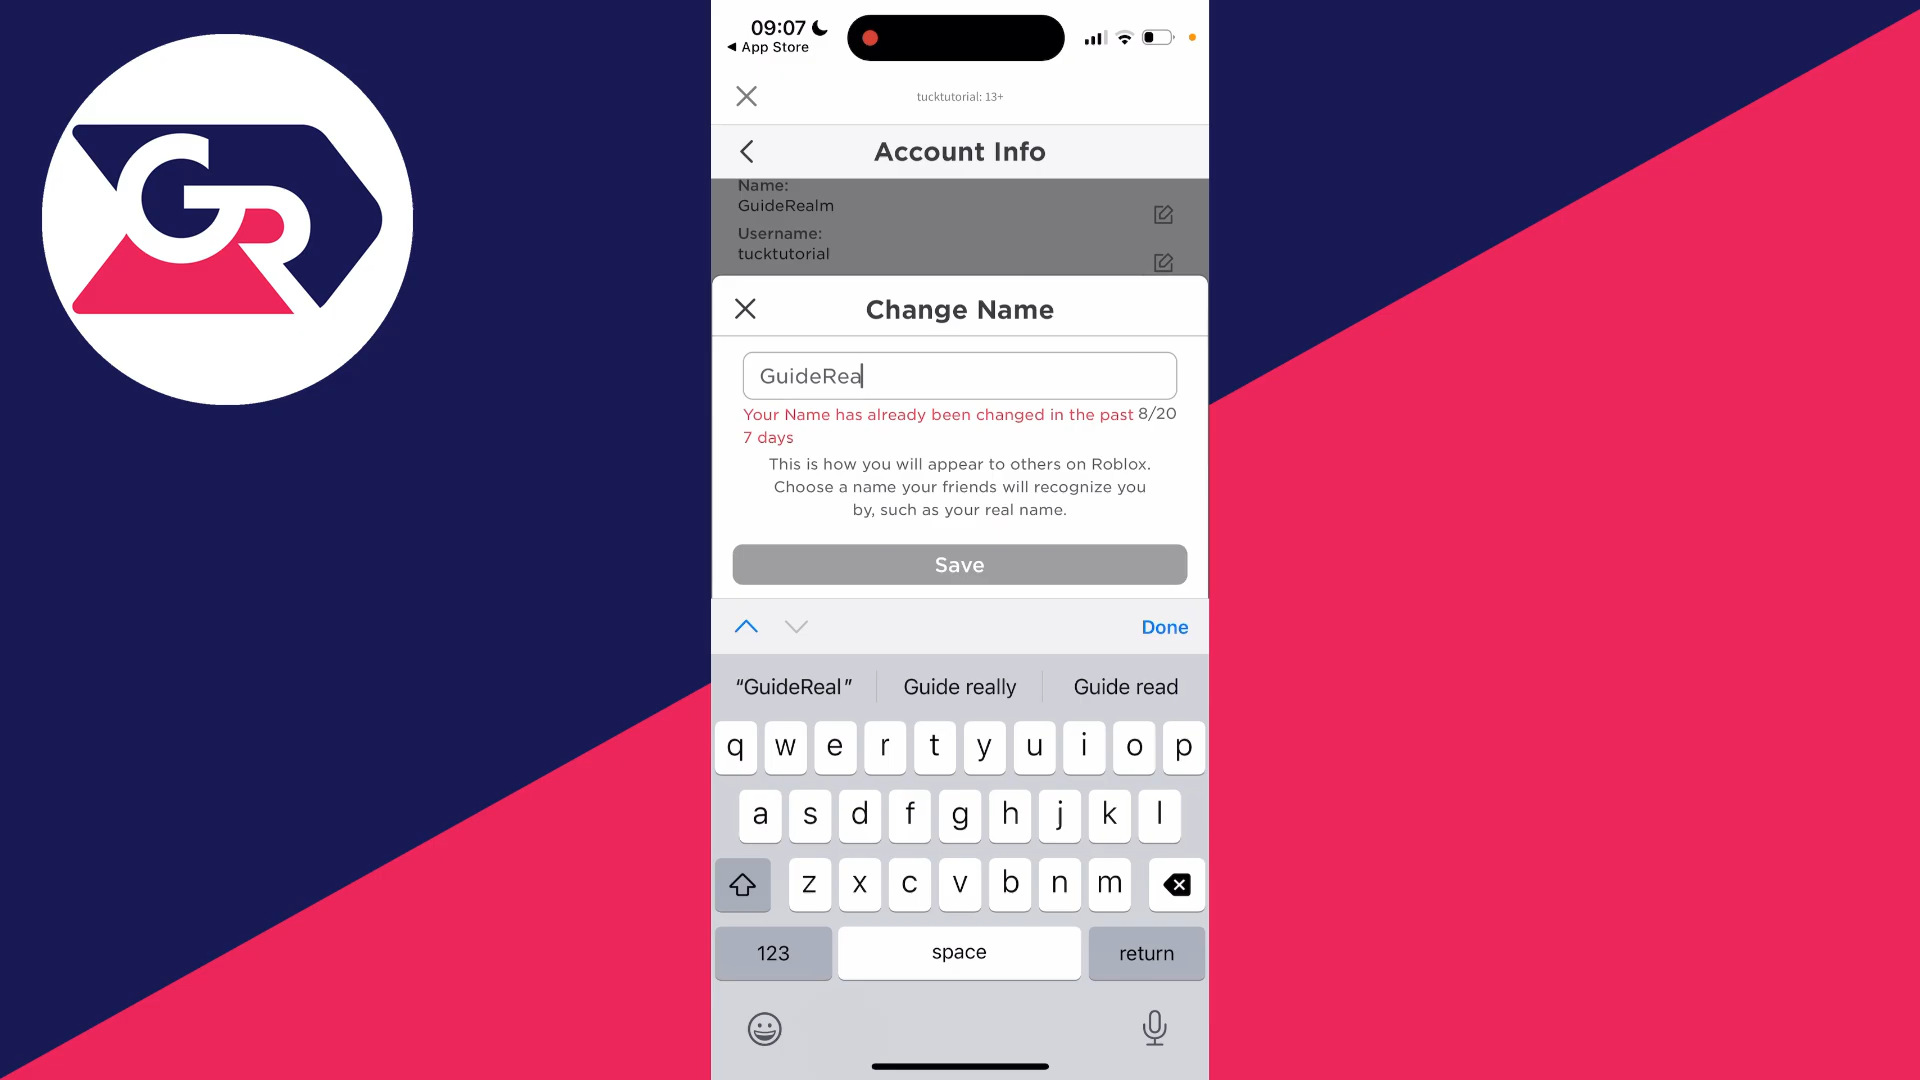 GR
09:07
App Store
tucktutorial: 13+
Account Info
Name:
GuideRealm
Username:
tucktutorial
Change Name
GuideRea
Your Name has already been changed in the past 8/20
7 days
This is how you will appear to others on Roblox.
Choose a name your friends will recognize you
by, such as your real name.
Save
Done
“GuideReal” Guide really Guide read
q w e r t y u i o p
a s d f g h j k l
z x c v b n m
123 space return